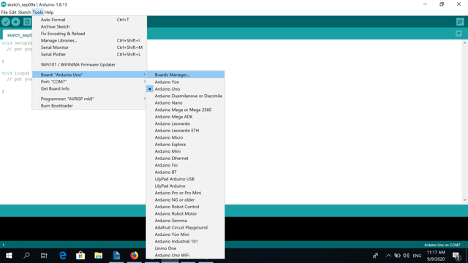 sketch_sep09a | Arduino 1.8.13
File Edit Sketch Tools Help
Auto Format Ctrl+T
Archive Sketch
Fix Encoding & Reload
Manage Libraries... Ctrl+Shift+I
Serial Monitor Ctrl+Shift+M
Serial Plotter Ctrl+Shift+L
WiFi101 / WiFiNINA Firmware Updater
Board: "Arduino Uno"
Port: "COM7"
Get Board Info
Programmer: "AVRISP mkII"
Burn Bootloader
void
// put
}
void loop()
// put
}
Boards Manager...
Arduino Yún
Arduino Uno
Arduino Duemilanove or Diecimila
Arduino Nano
Arduino Mega or Mega 2560
Arduino Mega ADK
Arduino Leonardo
Arduino Leonardo ETH
Arduino Micro
Arduino Esplora
Arduino Mini
Arduino Ethernet
Arduino Fio
Arduino BT
LilyPad Arduino USB
LilyPad Arduino
Arduino Pro or Pro Mini
Arduino NG or older
Arduino Robot Control
Arduino Robot Motor
Arduino Gemma
Adafruit Circuit Playground
Arduino Yún Mini
Arduino Industrial 101
Linino One
Arduino Uno WiFi
Arduino Uno on COM7
11:17 AM
9/9/2020